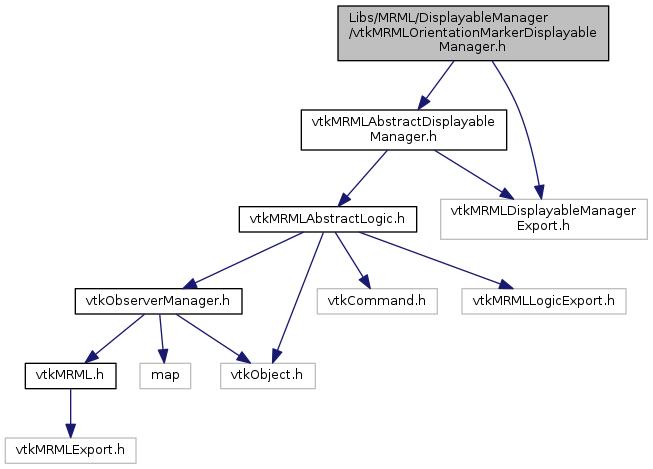 Libs/MRML/DisplayableManager
/vtkMRMLOrientationMarkerDisplayable
Manager.h
vtkMRMLAbstractDisplayable
Manager.h
vtkMRMLDisplayableManager
Export.h
vtkMRMLAbstractLogic.h
vtkObserverManager.h
vtkCommand.h
vtkMRMLLogicExport.h
vtkMRML.h
map
vtkObject.h
vtkMRMLExport.h